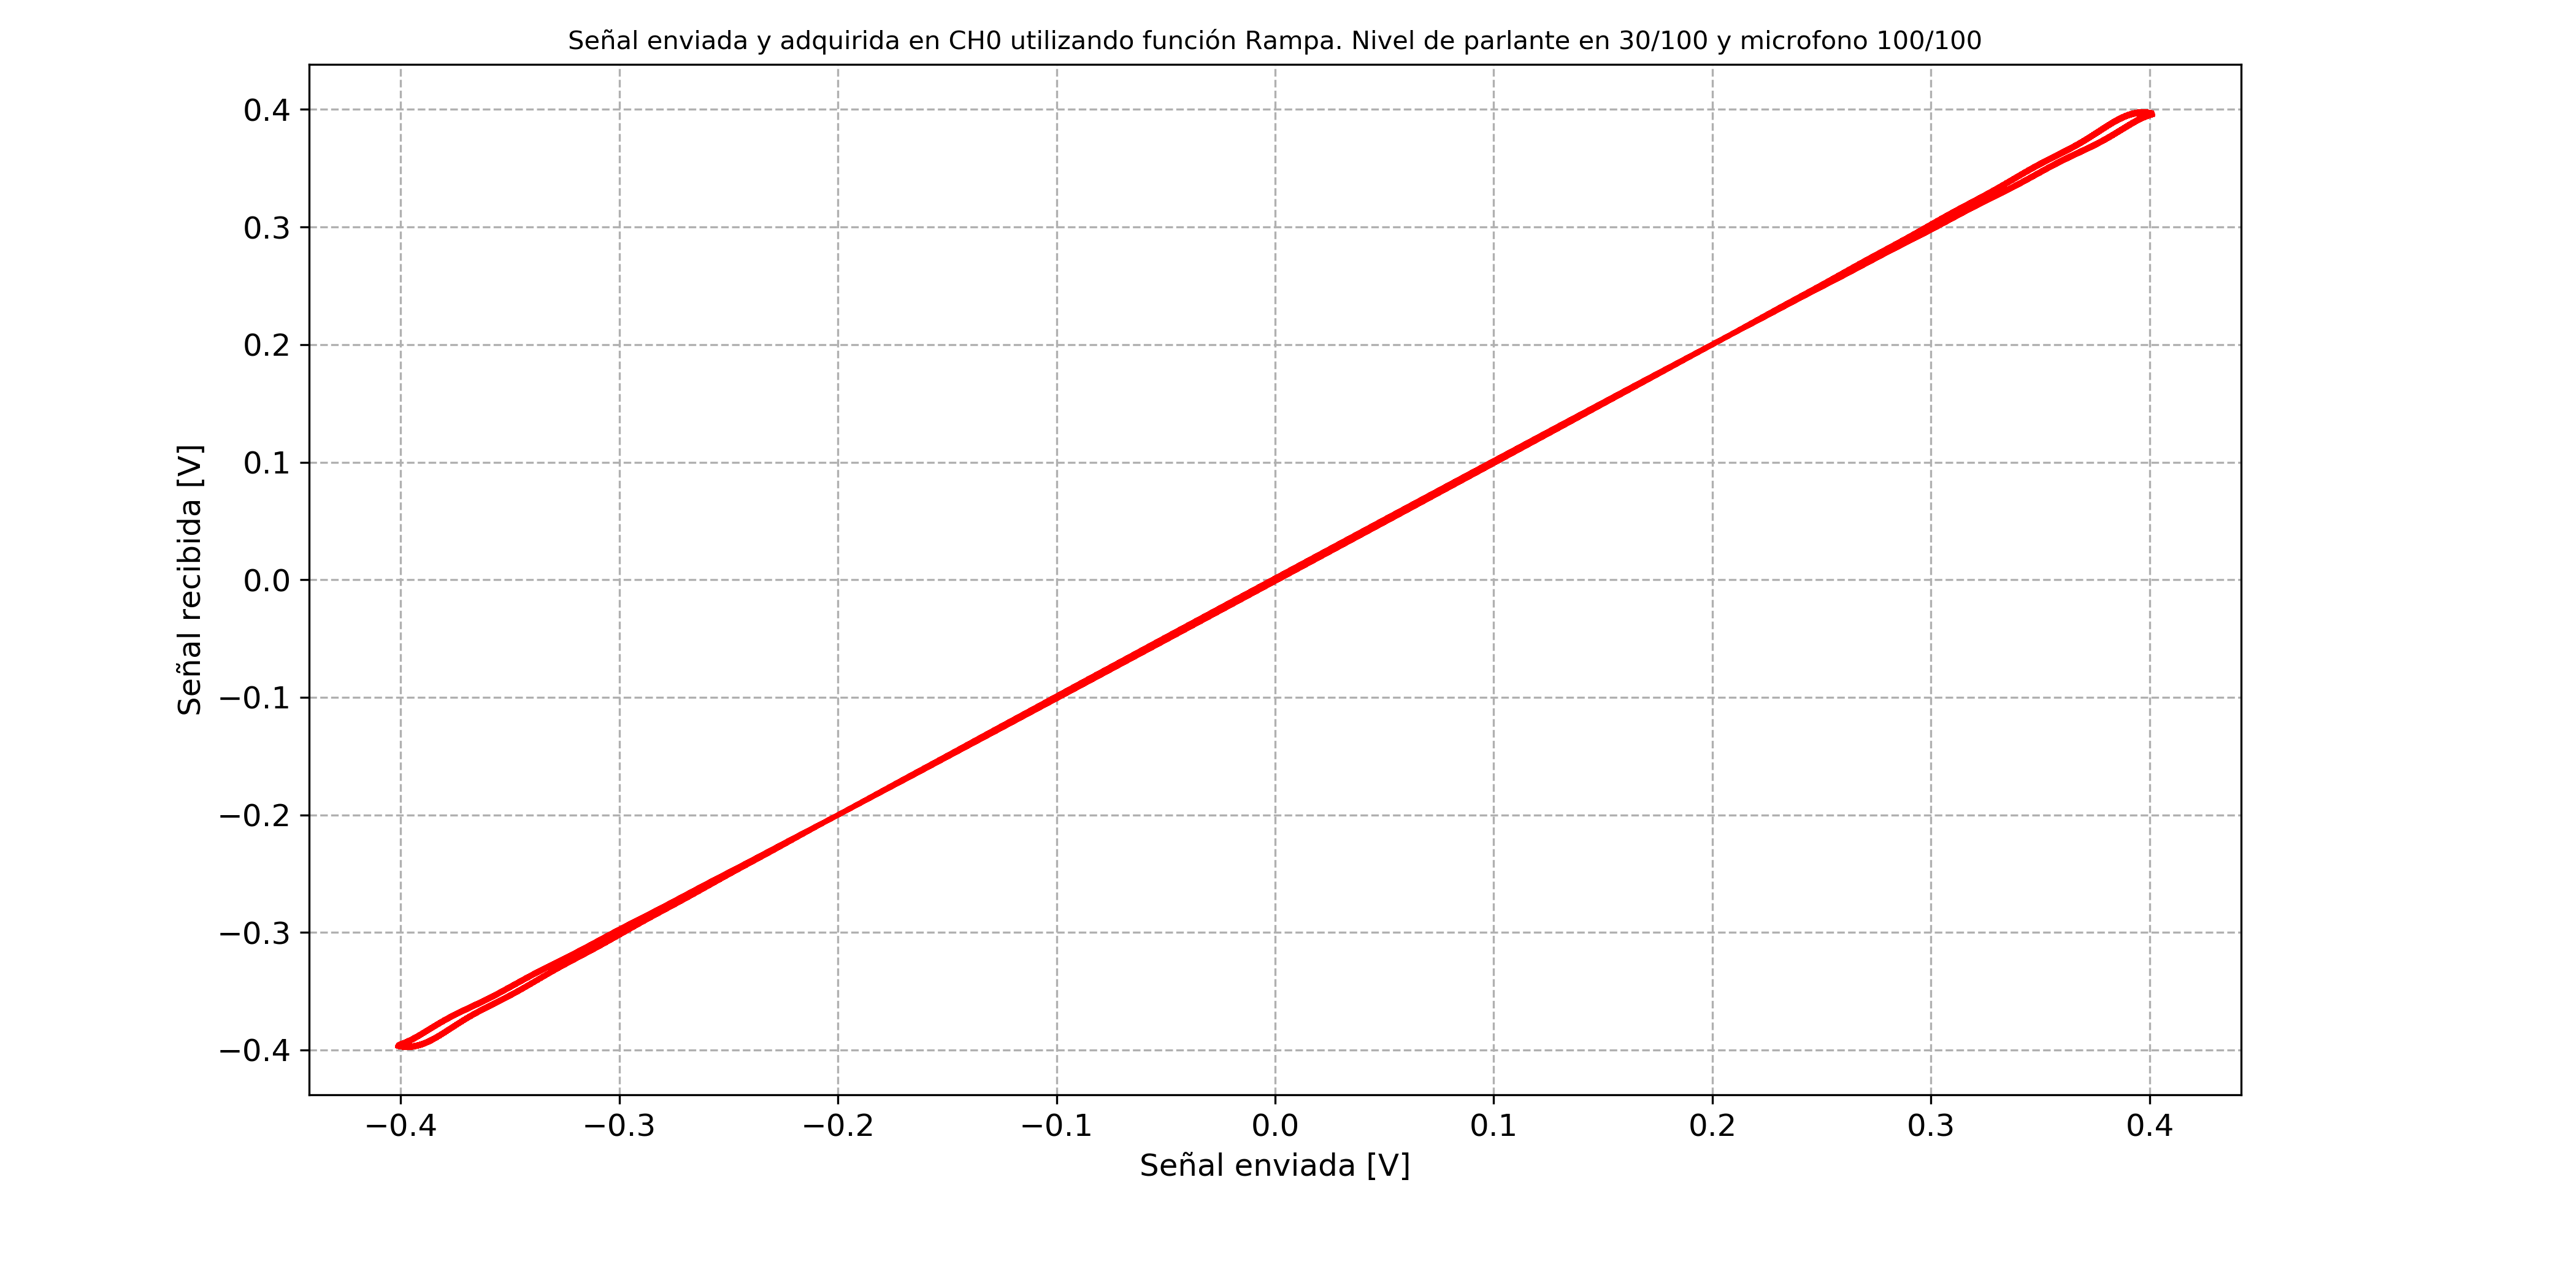 Señal enviada y adquirida en CH0 utilizando función Rampa. Nivel de parlante en 30/100 y microfono 100/100
0.4
0.3
0.2
0.1
0.0
−0.1
−0.2
−0.3
−0.4
Señal recibida [V]
−0.4 −0.3 −0.2 −0.1 0.0 0.1 0.2 0.3 0.4
Señal enviada [V]